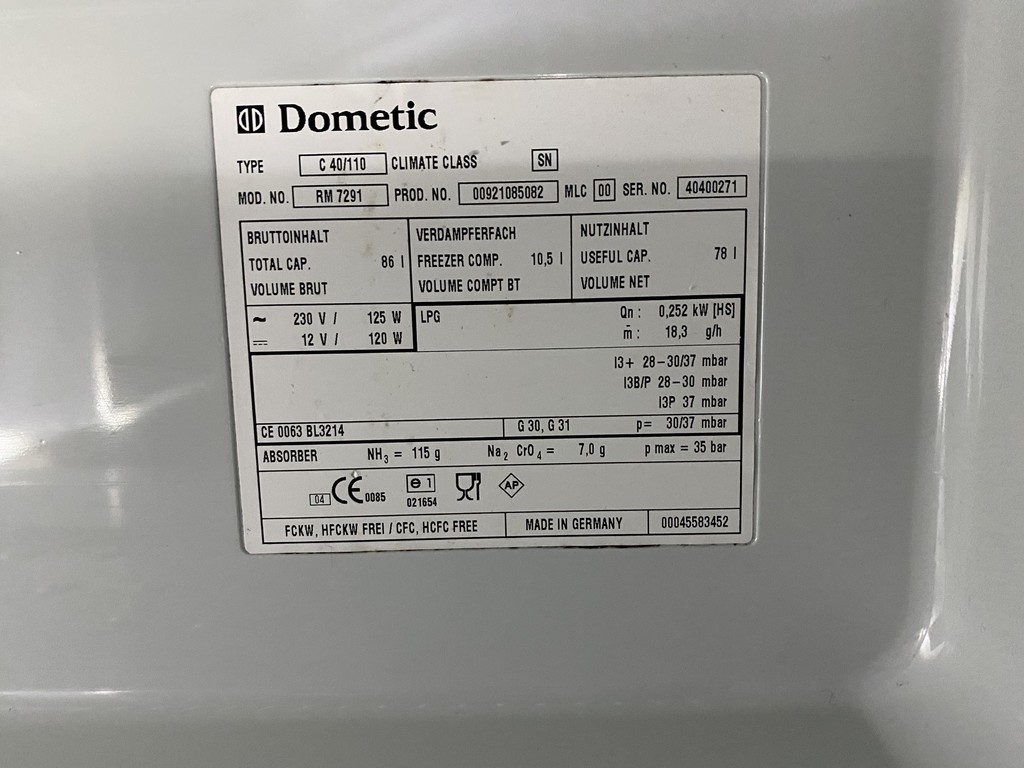 Dometic
TYPE C 40/110 CLIMATE CLASS SN
MOD. NO. RM 7291 PROD. NO. 00921085082 MLC 00 SER. NO. 40400271
BRUTTOINHALT VERDAMPFERFACH NUTZINHALT
TOTAL CAP. 86 l FREEZER COMP. 10,5 l USEFUL CAP. 78 l
VOLUME BRUT VOLUME COMPT BT VOLUME NET
~ 230 V / 125 W LPG Qn : 0,252 kW [HS]
⎓ 12 V / 120 W m̄ : 18,3 g/h
I3+ 28-30/37 mbar
I3B/P 28-30 mbar
I3P 37 mbar
CE 0063 BL3214 G 30, G 31 p= 30/37 mbar
ABSORBER NH₃ = 115 g Na₂ CrO₄ = 7,0 g p max = 35 bar
04 CE 0085 e1 AP
021654
FCKW, HFCKW FREI / CFC, HCFC FREE MADE IN GERMANY 00045583452